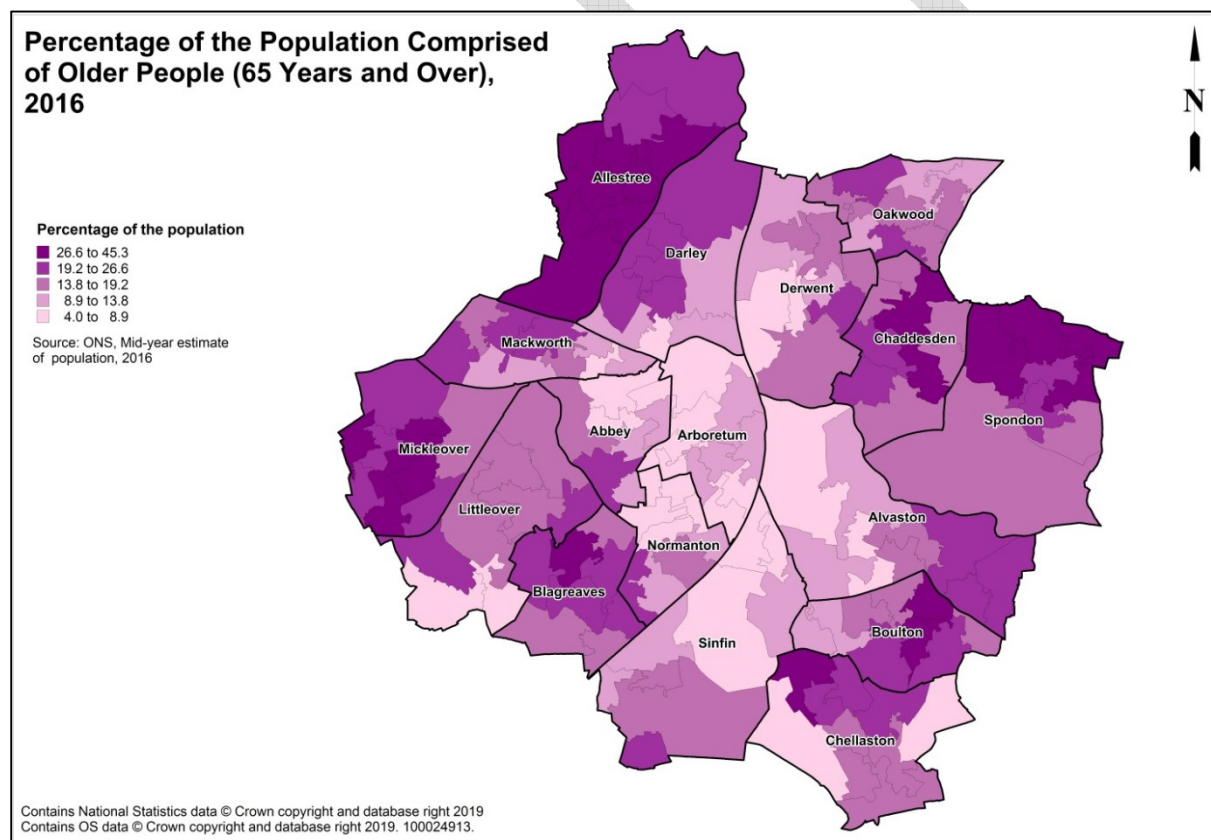 Percentage of the Population Comprised
of Older People (65 Years and Over),
2016
N
Percentage of the population
26.6 to 45.3
19.2 to 26.6
13.8 to 19.2
8.9 to 13.8
4.0 to 8.9
Source: ONS, Mid-year estimate
of population, 2016
Allestree
Oakwood
Darley
Derwent
Chaddesden
Mackworth
Spondon
Abbey
Arboretum
Mickleover
Littleover
Alvaston
Normanton
Blagreaves
Boulton
Sinfin
Chellaston
Contains National Statistics data © Crown copyright and database right 2019
Contains OS data © Crown copyright and database right 2019. 100024913.